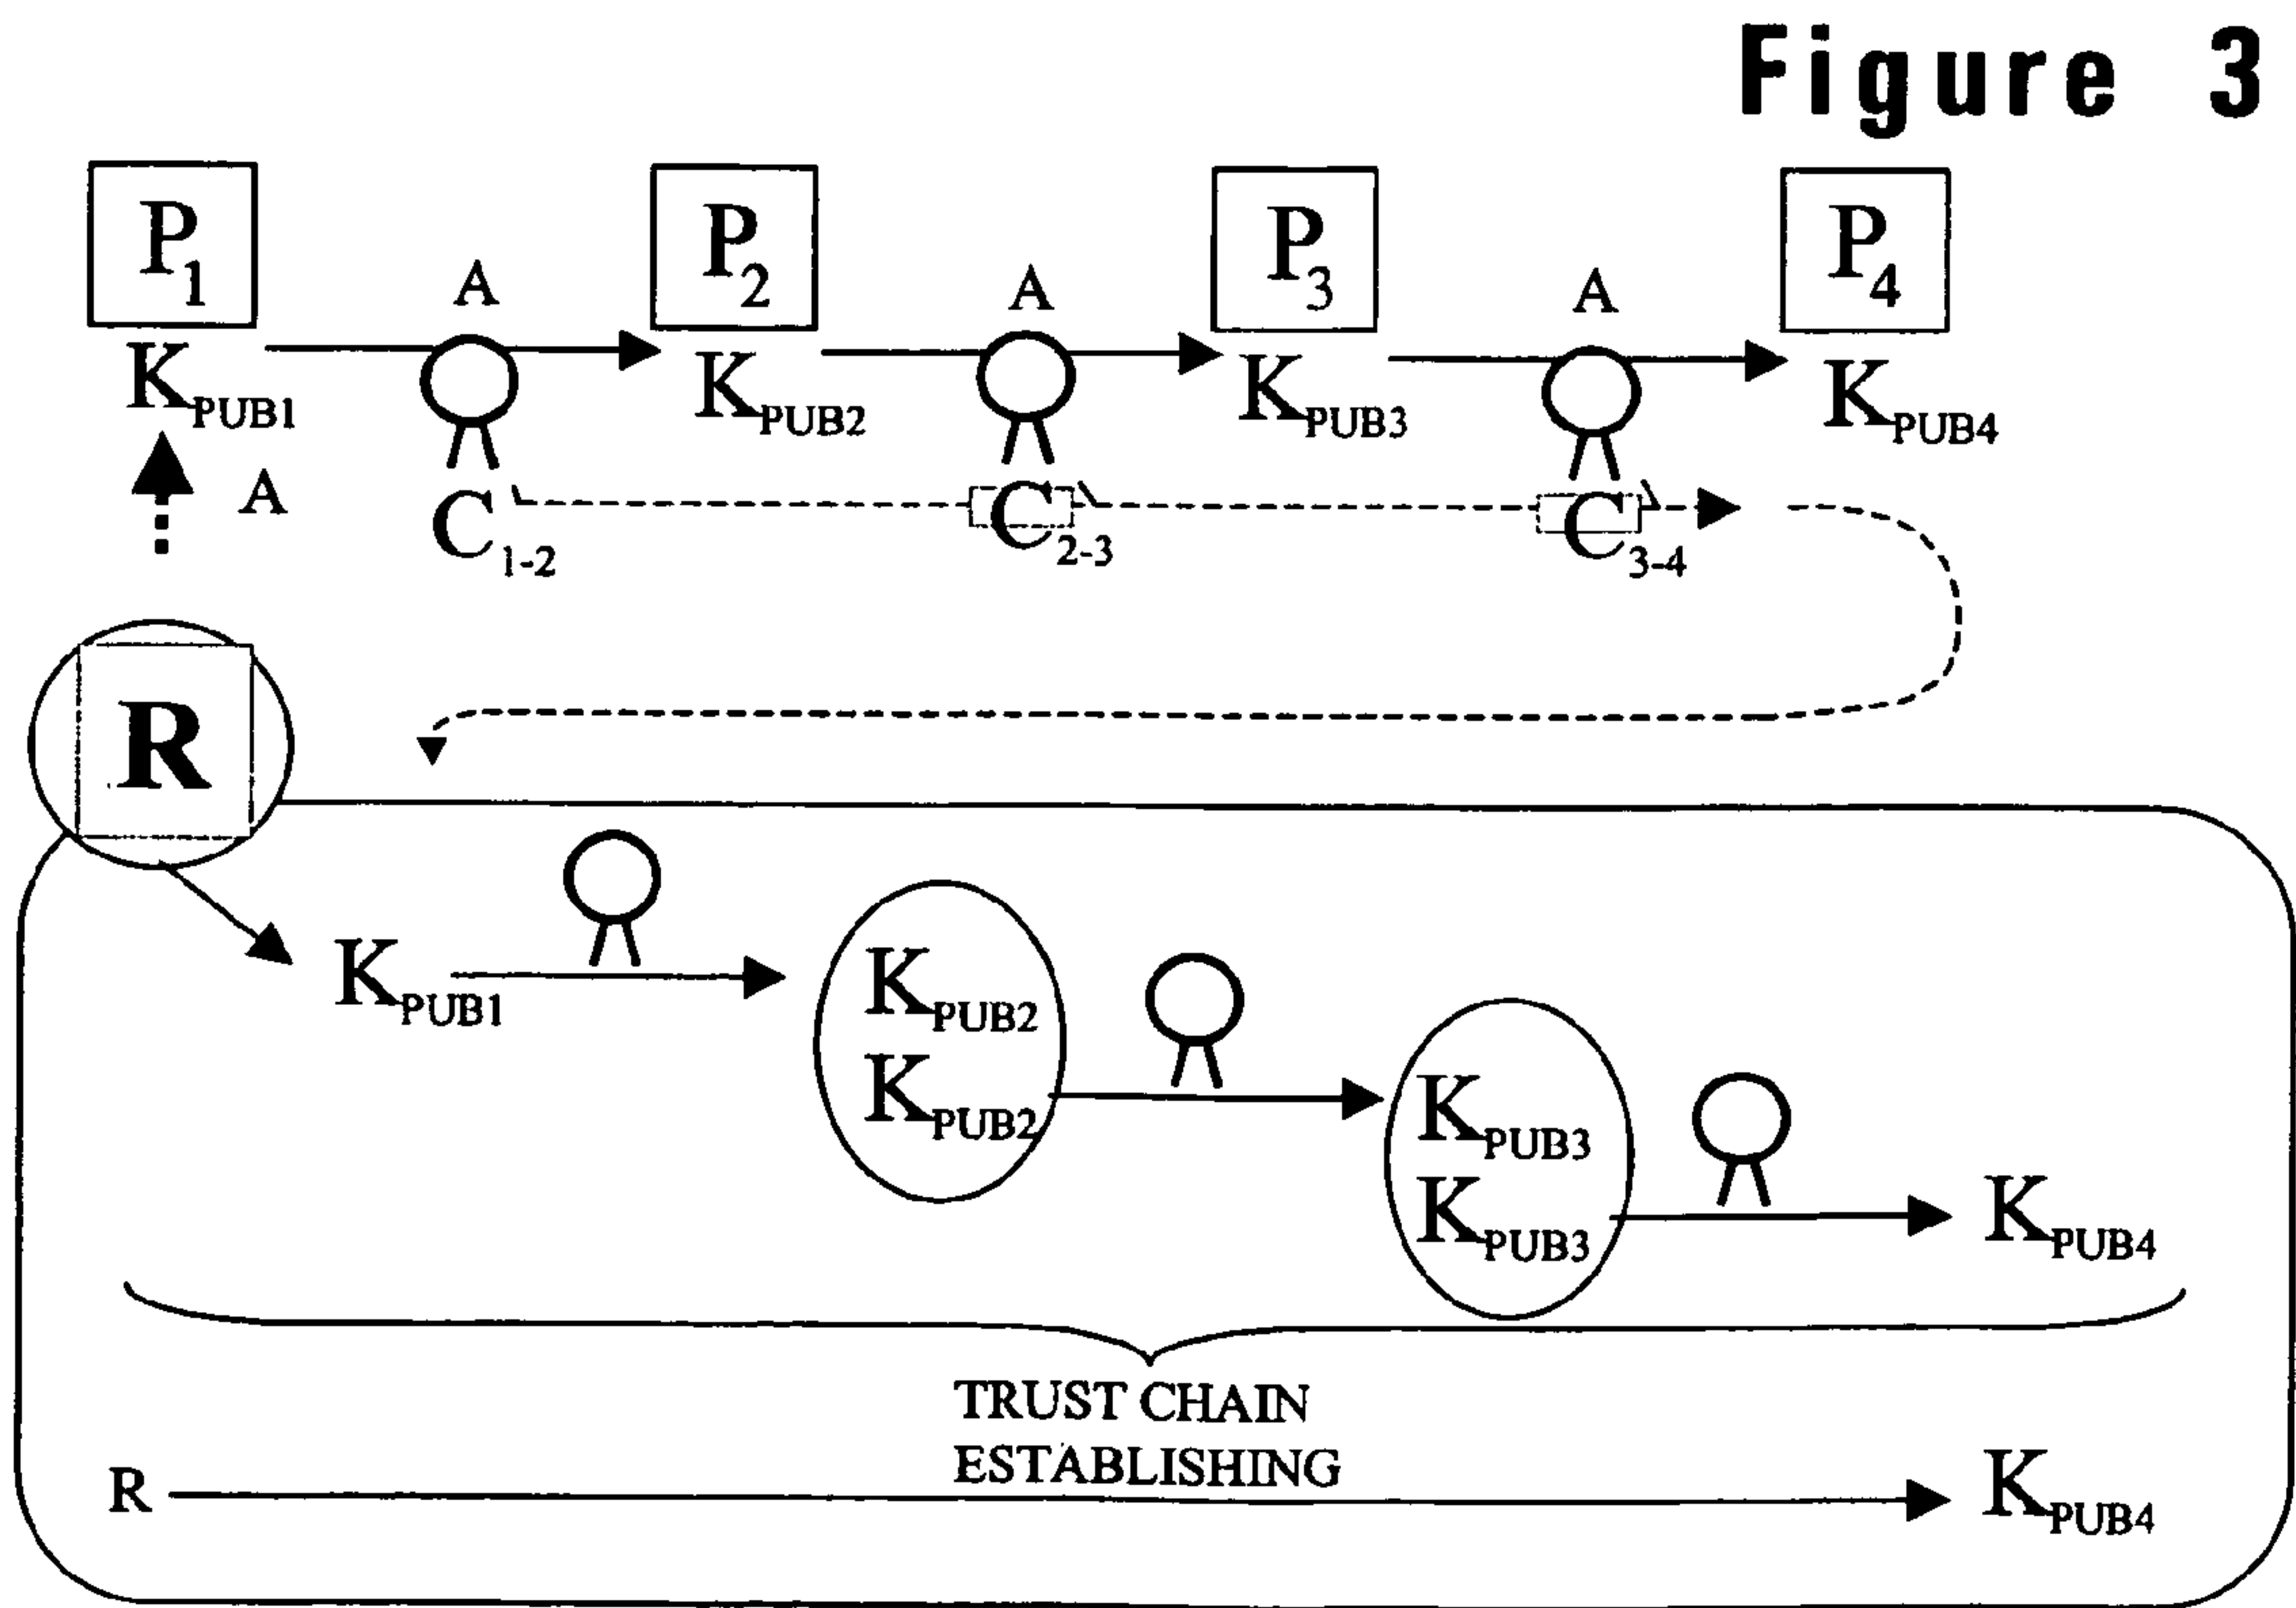 Figure 3
P1 P2 P3 P4
A A A
KPUB1 KPUB2 KPUB3 KPUB4
A
C1-2 C2-3 C3-4
R
KPUB1 KPUB2
KPUB2 KPUB3
KPUB3 KPUB4
TRUST CHAIN
ESTABLISHING
R KPUB4